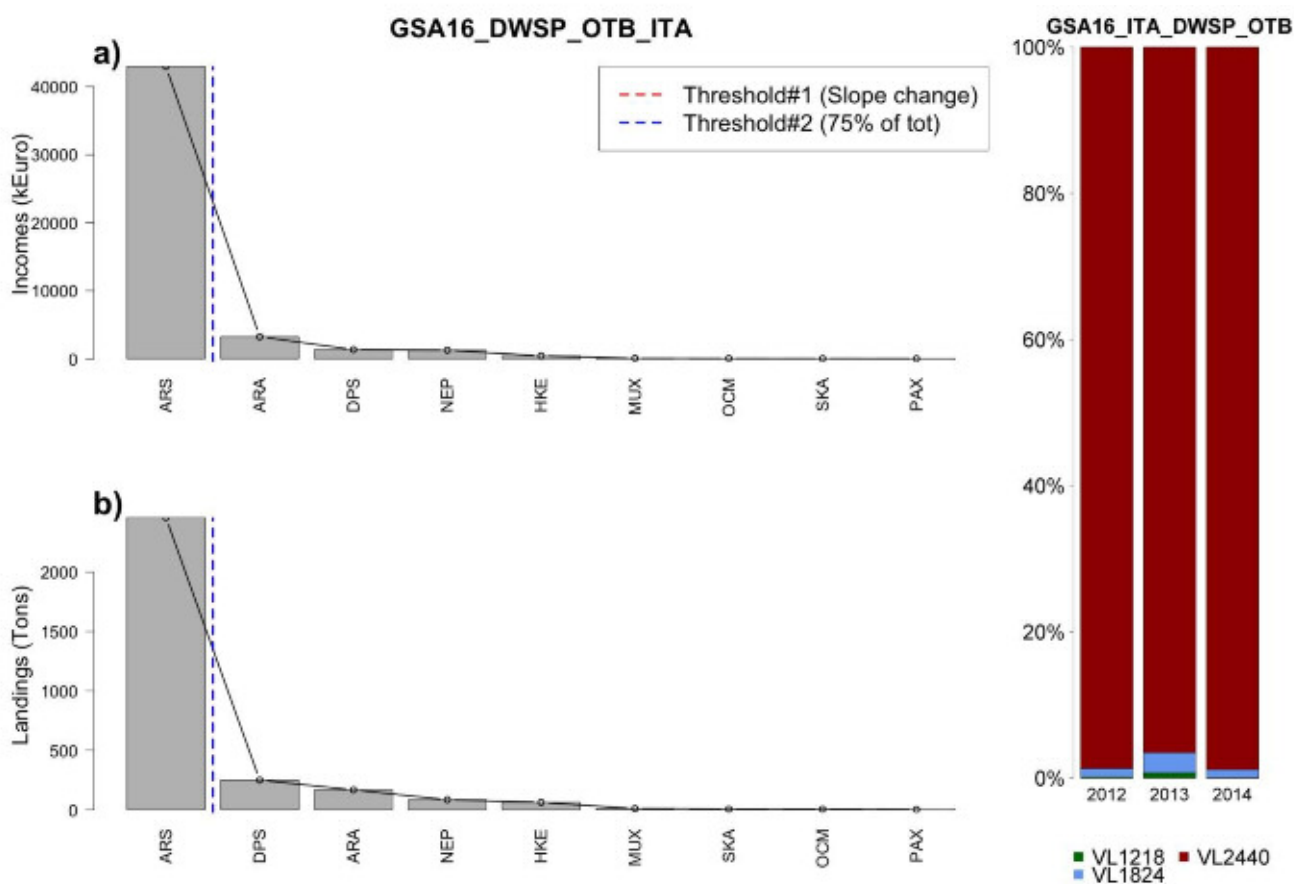 GSA16_DWSP_OTB_ITA
a)
Incomes (kEuro)
40000
30000
20000
10000
0
Threshold#1 (Slope change)
Threshold#2 (75% of tot)
ARS ARA DPS NEP HKE MUX OCM SKA PAX
b)
Landings (Tons)
2000
1500
1000
500
0
ARS DPS ARA NEP HKE MUX SKA OCM PAX
GSA16_ITA_DWSP_OTB
100%
80%
60%
40%
20%
0%
2012 2013 2014
VL1218 VL2440
VL1824